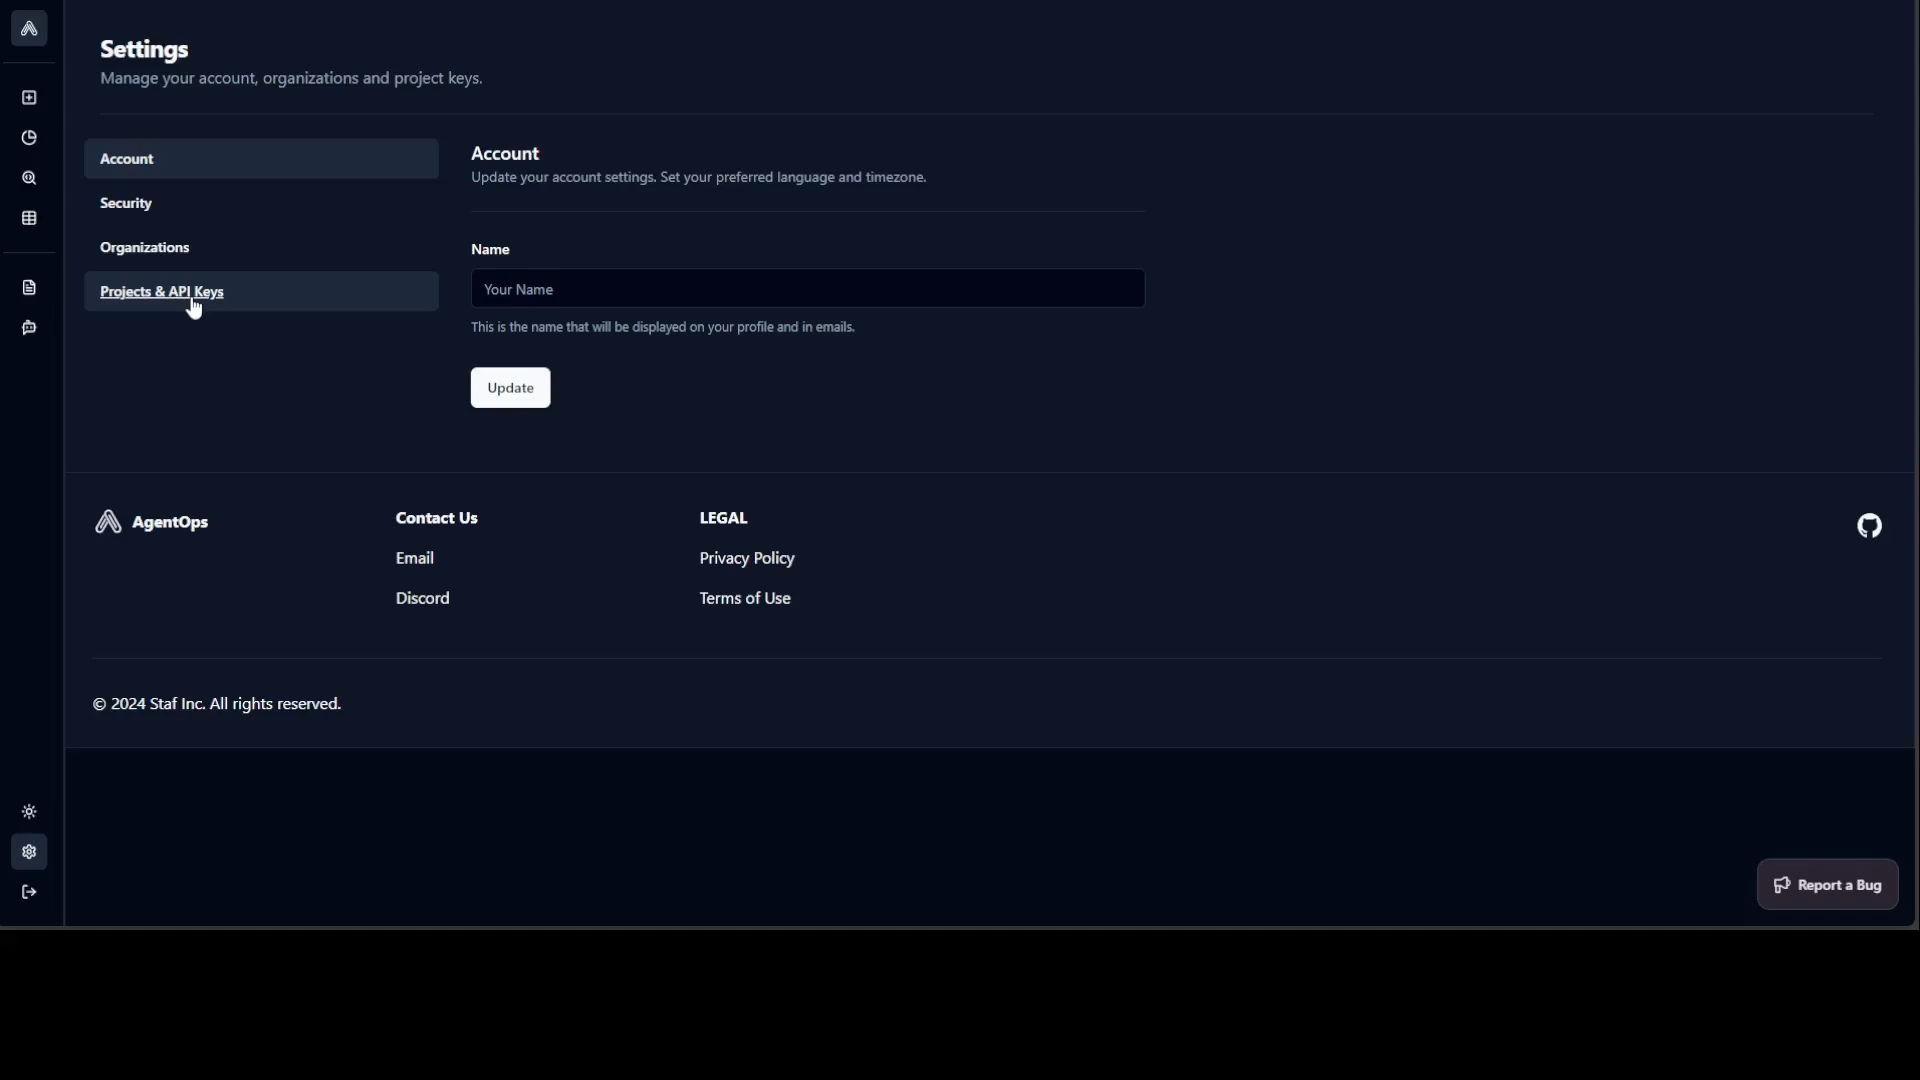 Settings
Manage your account, organizations and project keys.
Account
Security
Organizations
Projects & API Keys
Account
Update your account settings. Set your preferred language and timezone.
Name
Your Name
This is the name that will be displayed on your profile and in emails.
Update
AgentOps
Contact Us
Email
Discord
LEGAL
Privacy Policy
Terms of Use
© 2024 Staf Inc. All rights reserved.
Report a Bug